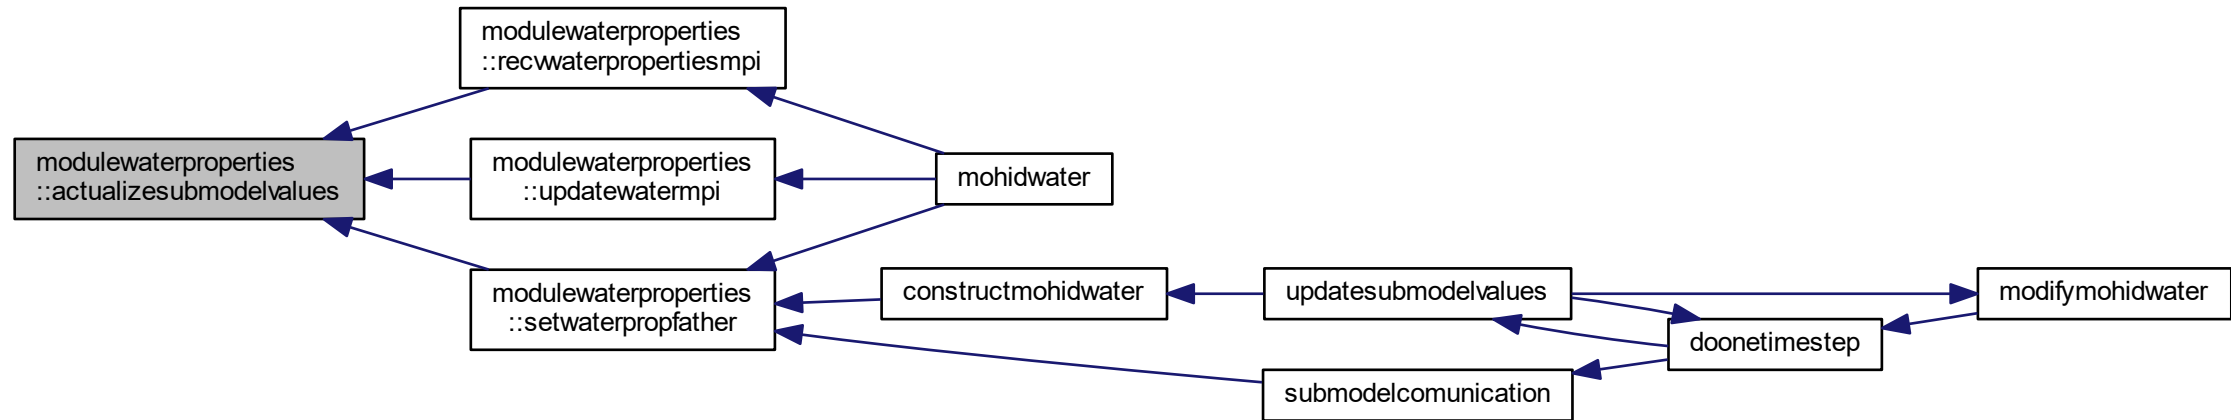 modulewaterproperties
::recvwaterpropertiesmpi
modulewaterproperties
::actualizesubmodelvalues
modulewaterproperties
::updatewatermpi
mohidwater
modulewaterproperties
::setwaterpropfather
constructmohidwater
updatesubmodelvalues
modifymohidwater
doonetimestep
submodelcomunication